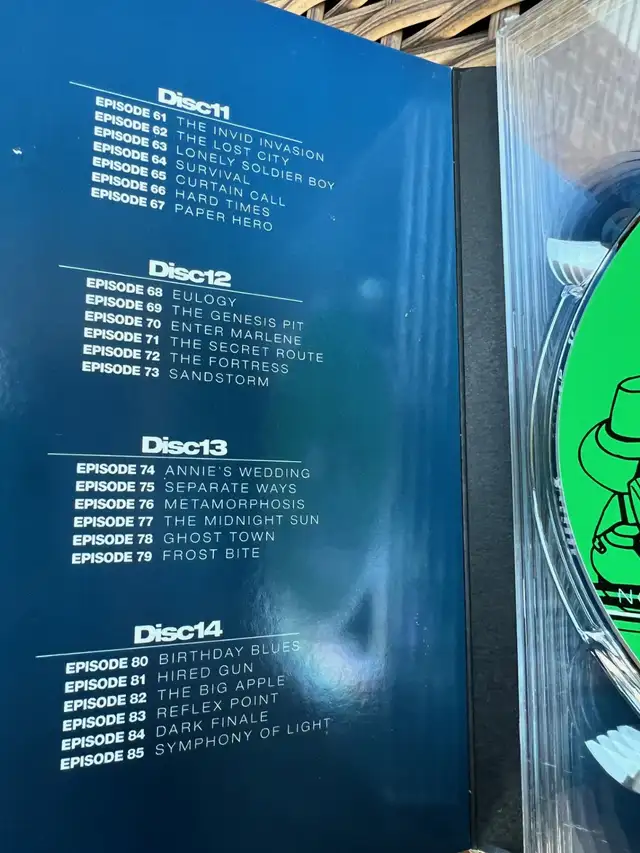 Disc11
EPISODE 61 THE INVID INVASION
EPISODE 62 THE LOST CITY
EPISODE 63 LONELY SOLDIER BOY
EPISODE 64 SURVIVAL
EPISODE 65 CURTAIN CALL
EPISODE 66 HARD TIMES
EPISODE 67 PAPER HERO
Disc12
EPISODE 68 EULOGY
EPISODE 69 THE GENESIS PIT
EPISODE 70 ENTER MARLENE
EPISODE 71 THE SECRET ROUTE
EPISODE 72 THE FORTRESS
EPISODE 73 SANDSTORM
Disc13
EPISODE 74 ANNIE'S WEDDING
EPISODE 75 SEPARATE WAYS
EPISODE 76 METAMORPHOSIS
EPISODE 77 THE MIDNIGHT SUN
EPISODE 78 GHOST TOWN
EPISODE 79 FROST BITE
Disc14
EPISODE 80 BIRTHDAY BLUES
EPISODE 81 HIRED GUN
EPISODE 82 THE BIG APPLE
EPISODE 83 REFLEX POINT
EPISODE 84 DARK FINALE
EPISODE 85 SYMPHONY OF LIGHT